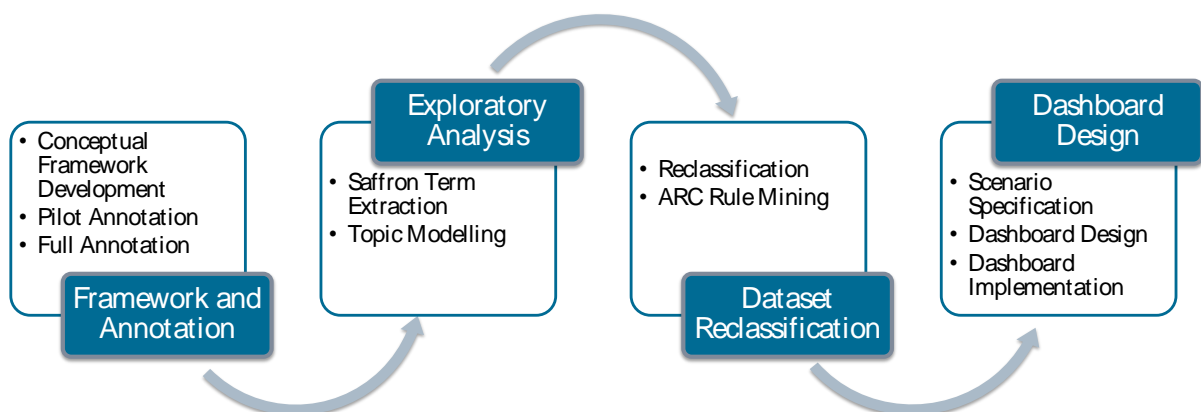 • Conceptual
Framework
Development
• Pilot Annotation
• Full Annotation
Framework and
Annotation
Exploratory
Analysis
• Saffron Term
Extraction
• Topic Modelling
• Reclassification
• ARC Rule Mining
Dataset
Reclassification
Dashboard
Design
• Scenario
Specification
• Dashboard Design
• Dashboard
Implementation